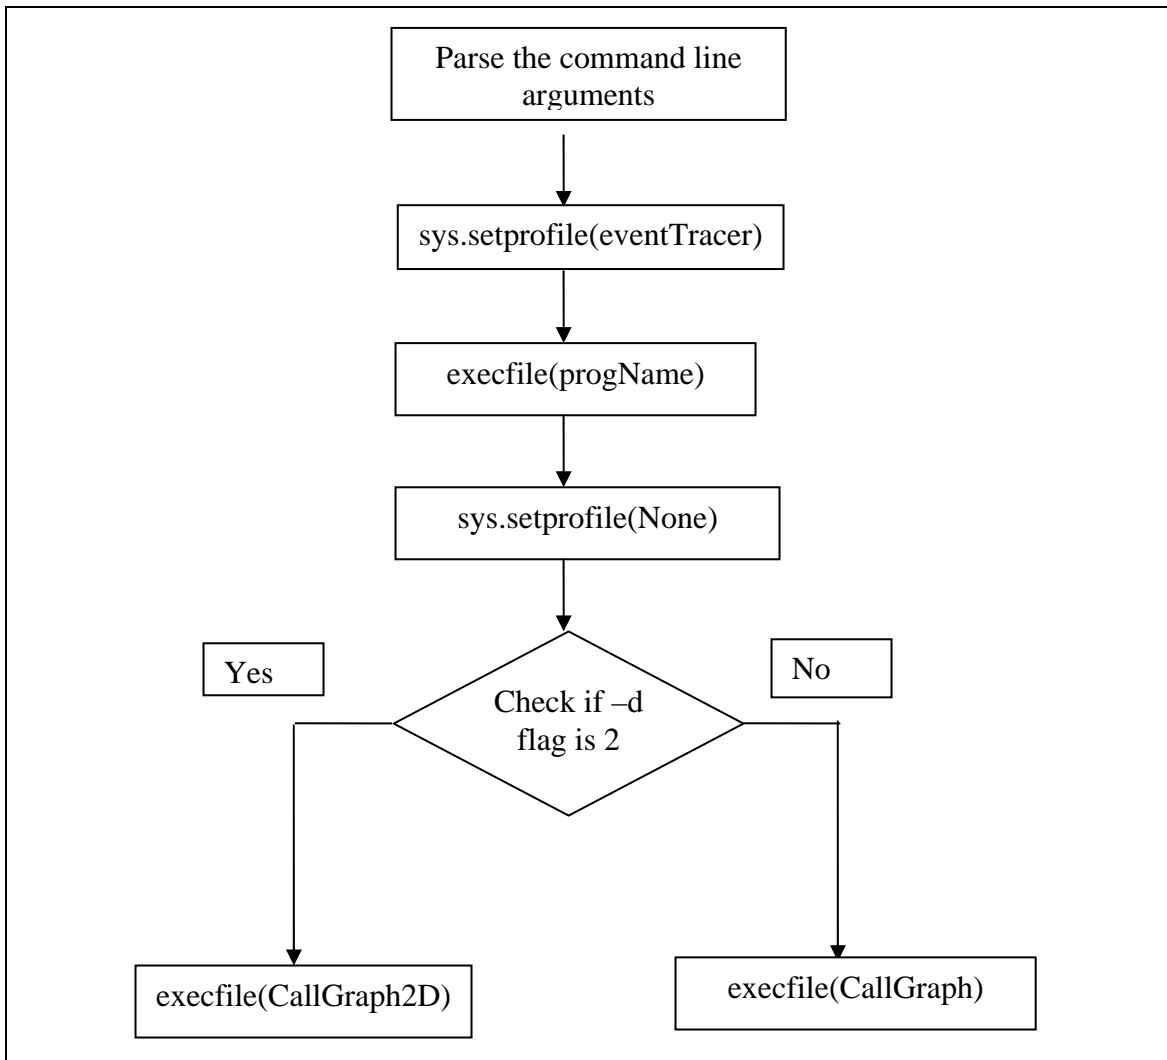 Parse the command line
arguments
sys.setprofile(eventTracer)
execfile(progName)
sys.setprofile(None)
Yes
No
Check if –d
flag is 2
execfile(CallGraph2D)
execfile(CallGraph)